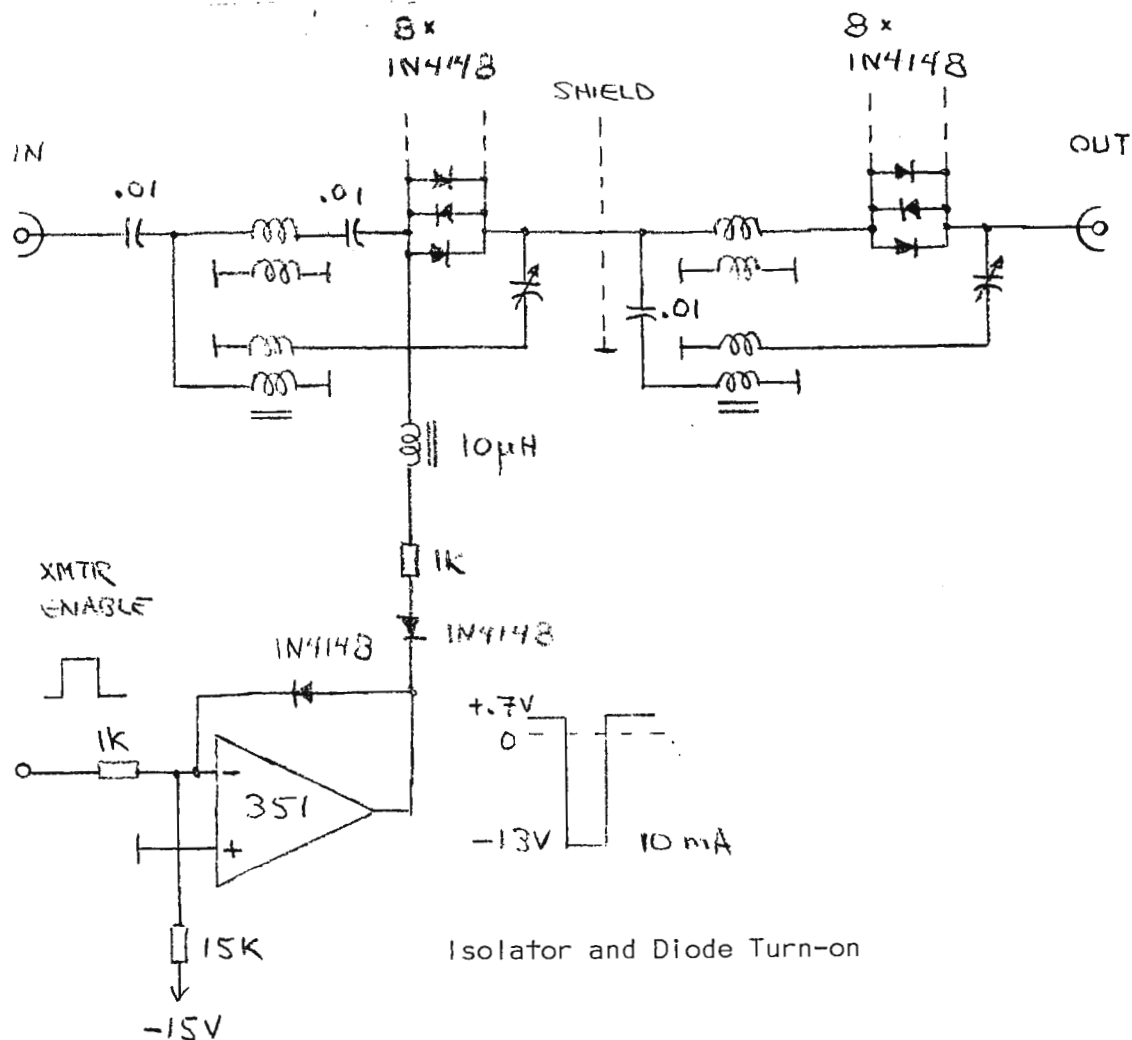 8 x
1N4148
8 x
1N4148
SHIELD
IN
OUT
.01
.01
.01
10µH
1K
XMTR
ENABLE
1N4148
1N4148
+.7V
0
1K
-
351
+
-13V
10 mA
15K
Isolator and Diode Turn-on
-15V